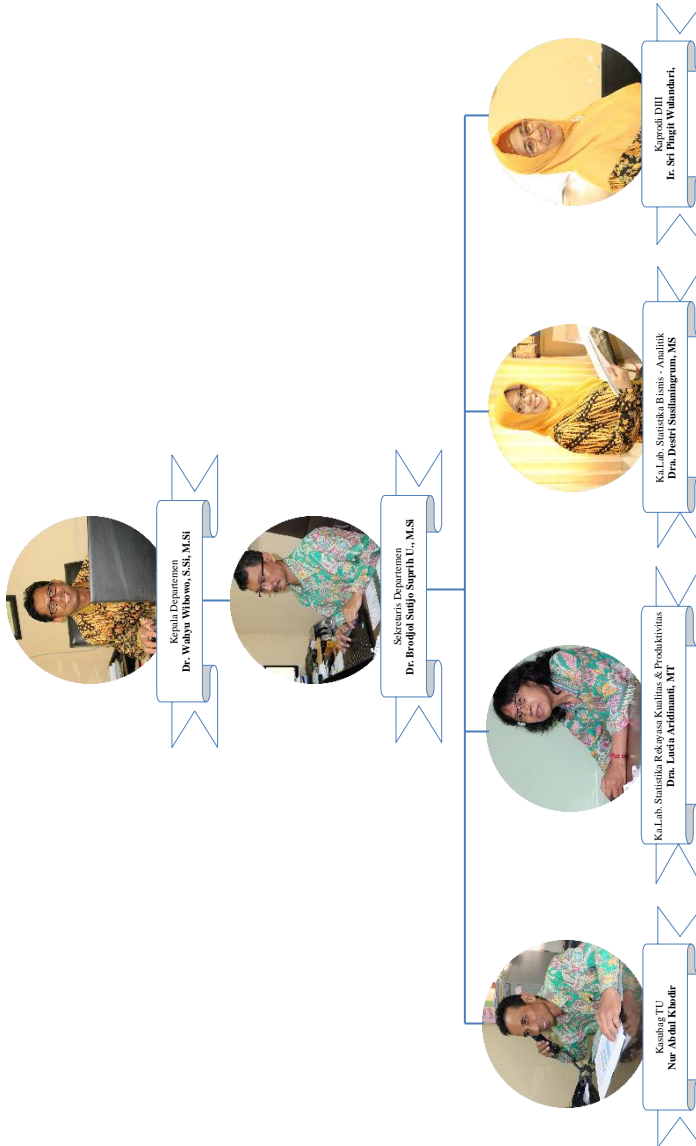 Kepala Departemen
Dr. Wahyu Wibowo, S.Si, M.Si
Sekretaris Departemen
Dr. Brodjol Sutijo Suprih U., M.Si
Kasubag TU
Nur Abdul Khodir
Ka.Lab. Statistika Rekayasa Kualitas & Produktivitas
Dra. Lucia Aridinanti, MT
Ka.Lab. Statistika Bisnis - Analitik
Dra. Destri Susilaningrum, MS
Kaprodi DIII
Ir. Sri Pingit Wulandari,